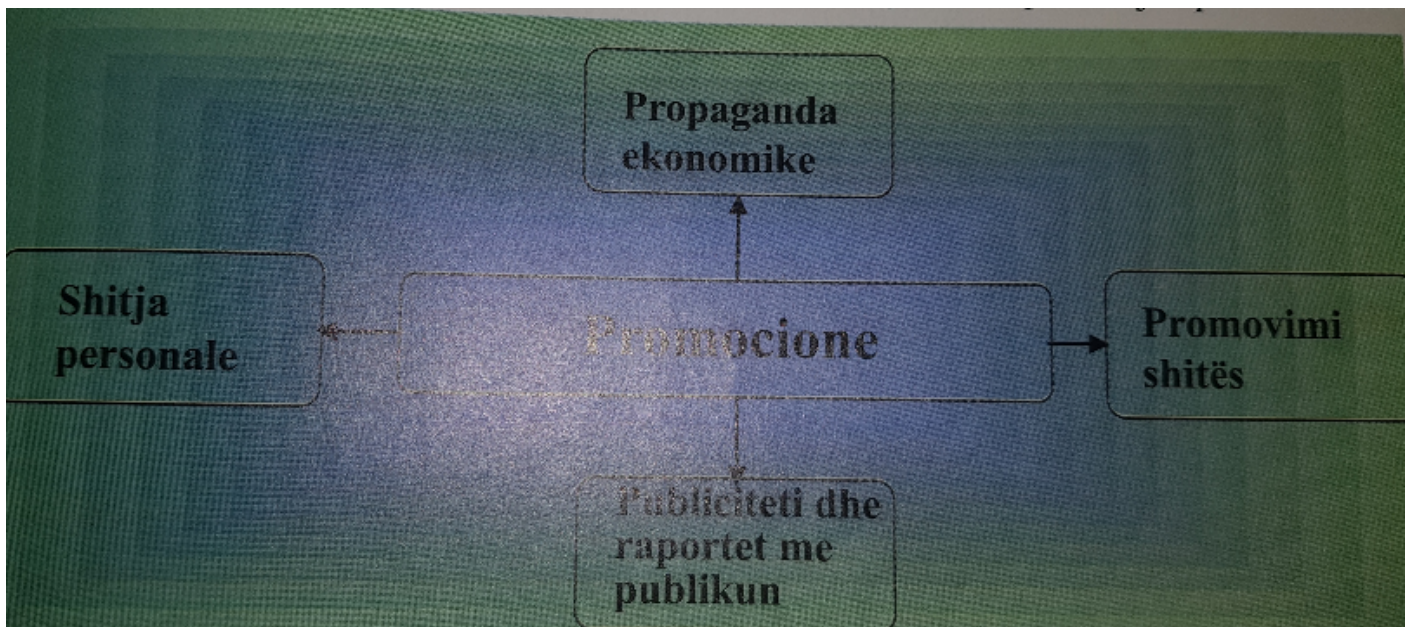 Propaganda
ekonomike
Shitja
personale
Promocione
Promovimi
shitës
Publiciteti dhe
raportet me
publikun